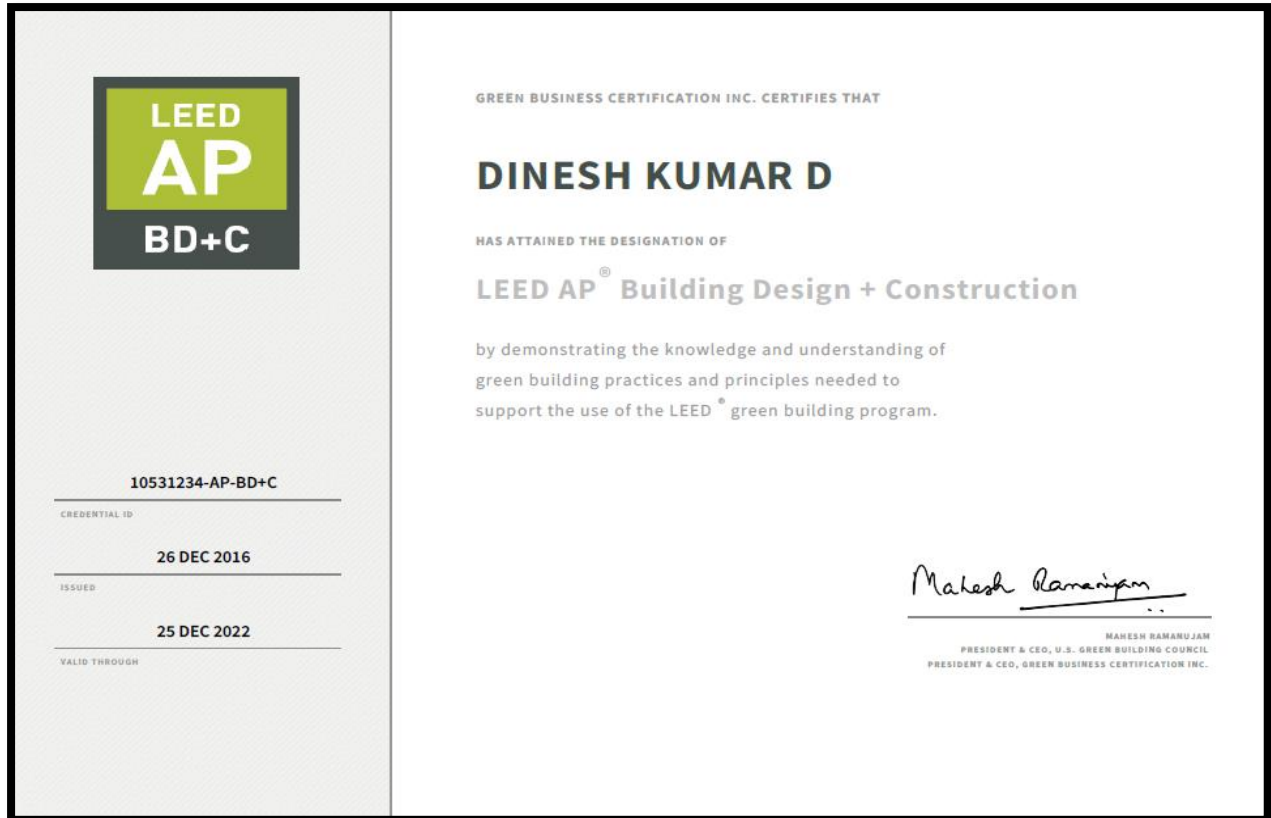 LEED
AP
BD+C
10531234-AP-BD+C
CREDENTIAL ID
26 DEC 2016
ISSUED
25 DEC 2022
VALID THROUGH
GREEN BUSINESS CERTIFICATION INC. CERTIFIES THAT
DINESH KUMAR D
HAS ATTAINED THE DESIGNATION OF
LEED AP® Building Design + Construction
by demonstrating the knowledge and understanding of
green building practices and principles needed to
support the use of the LEED ® green building program.
Mahesh Ramanujam
MAHESH RAMANUJAM
PRESIDENT & CEO, U.S. GREEN BUILDING COUNCIL
PRESIDENT & CEO, GREEN BUSINESS CERTIFICATION INC.